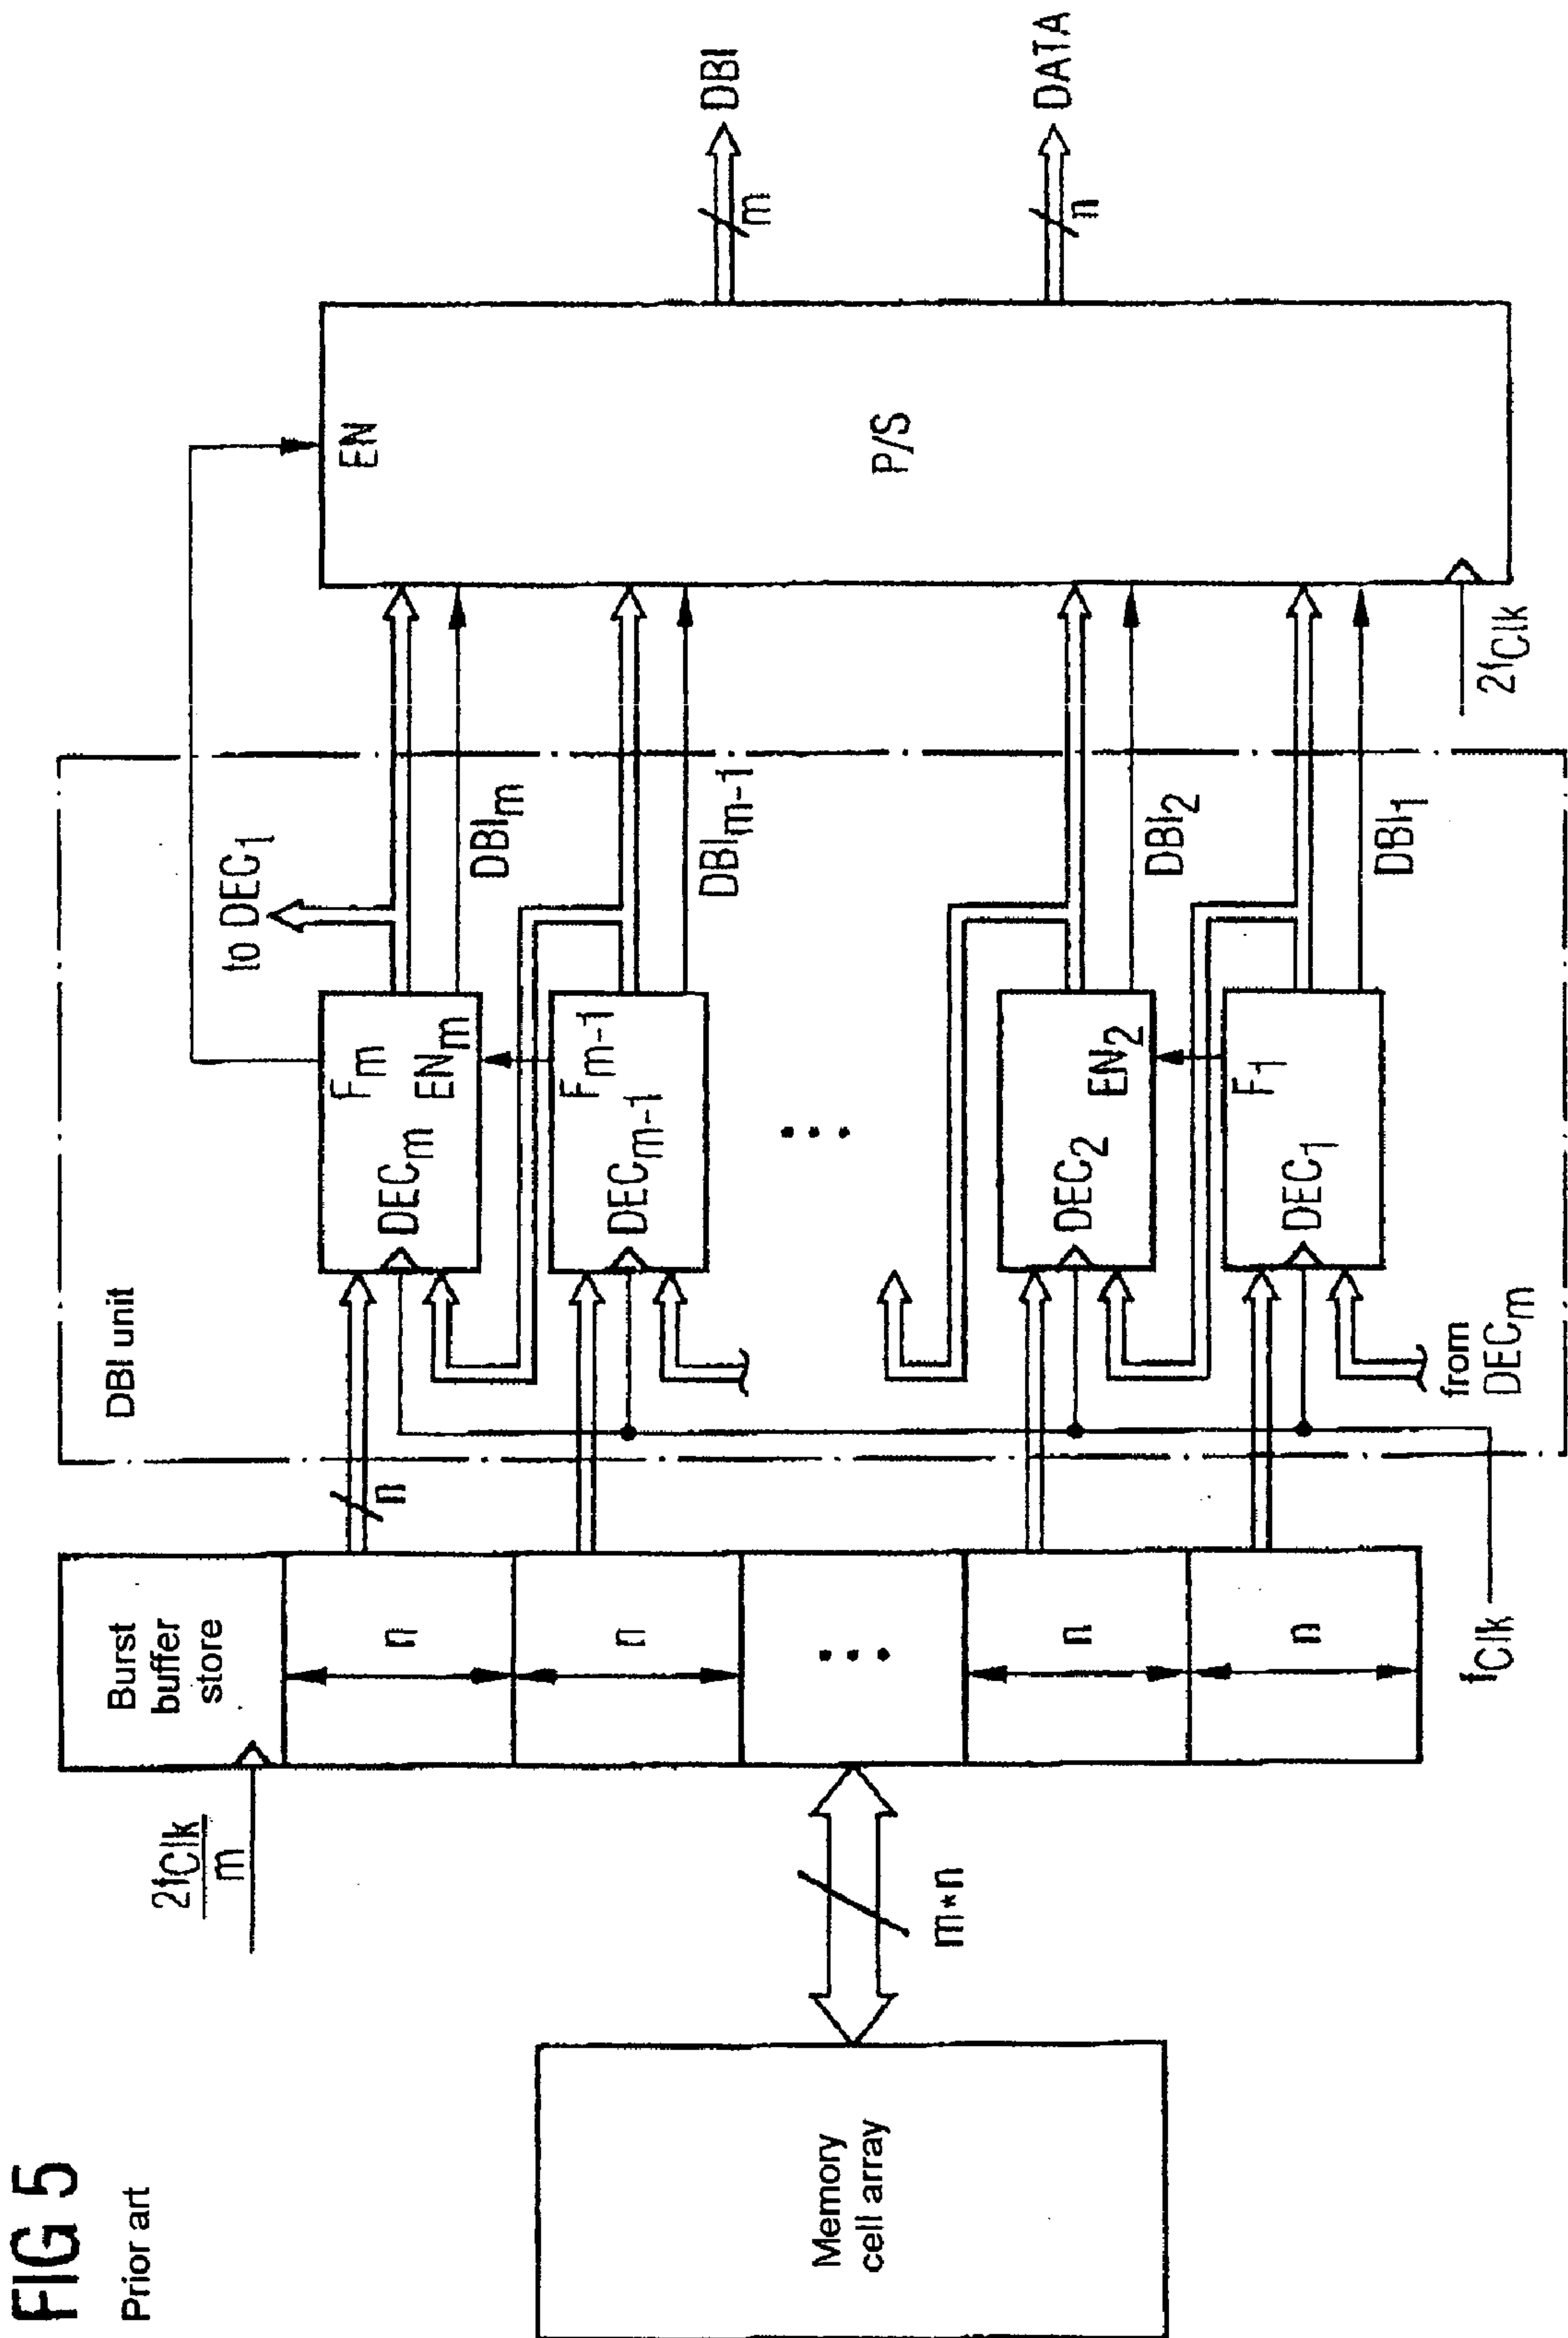 FIG 5
Prior art
Memory
cell array
m*n
2fClk
m
Burst
buffer
store
n
n
...
n
n
fClk
n
DBI unit
DECm
Fm
ENm
DECm-1
Fm-1
...
DEC2
EN2
DEC1
F1
from
DECm
to DEC1
DBIm
DBIm-1
DBI2
DBI1
2fClk
EN
P/S
m
DBI
n
DATA